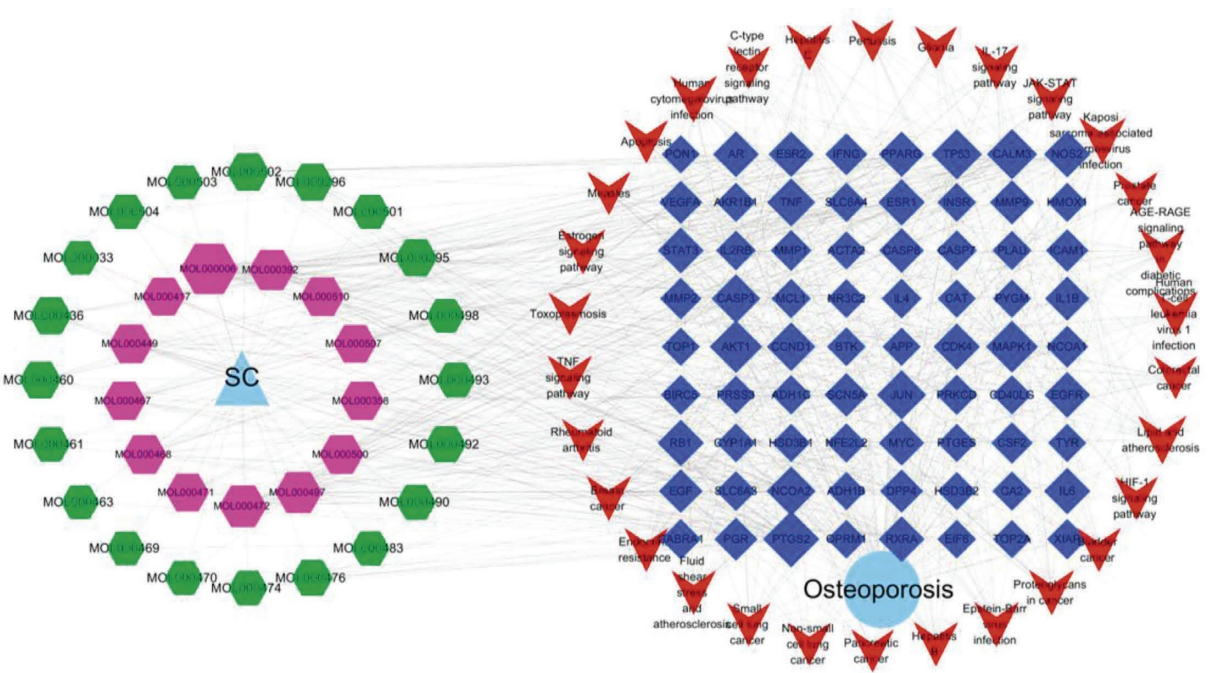 SC
MOL000502
MOL000296
MOL000501
MOL000295
MOL000498
MOL000493
MOL000492
MOL000490
MOL000483
MOL000476
MOL000474
MOL000470
MOL000469
MOL000463
MOL000461
MOL000460
MOL000436
MOL000033
MOL000504
MOL000503
MOL000006
MOL000392
MOL000510
MOL000507
MOL000358
MOL000500
MOL000497
MOL000472
MOL000471
MOL000468
MOL000467
MOL000449
MOL000417
PON1 AR ESR2 IFNG PPARG TP53 CALM3 NOS2
VEGFA AKR1B1 TNF SLC6A4 ESR1 INSR MMP9 HMOX1
STAT3 IL2RB MMP1 ACTA2 CASP8 CASP7 PLAU ICAM1
MMP2 CASP3 MCL1 NR3C2 IL4 CAT PYGM IL1B
TOP1 AKT1 CCND1 BTK APP CDK4 MAPK1 NCOA1
BIRC5 PRSS3 ADH1C SCN5A JUN PRKCD CD40LG EGFR
RB1 CYP1A1 HSD3B1 NFE2L2 MYC PTGES CSF2 TYR
EGF SLC6A3 NCOA2 ADH1B DPP4 HSD3B2 CA2 IL6
GABRA1 PGR PTGS2 OPRM1 RXRA EIF6 TOP2A XIAP
Osteoporosis
Apoptosis
Human
cytomegalovirus
infection
C-type
lectin
receptor
signaling
pathway
Hepatitis
C
Pertussis
Glioma
IL-17
signaling
pathway
JAK-STAT
signaling
pathway
Kaposi
sarcoma-associated
herpesvirus
infection
Prostate
cancer
AGE-RAGE
signaling
pathway
in
diabetic
complications
Human
T-cell
leukemia
virus 1
infection
Colorectal
cancer
Lipid and
atherosclerosis
HIF-1
signaling
pathway
Bladder
cancer
Proteoglycans
in cancer
Epstein-Barr
virus
infection
Hepatitis
B
Pancreatic
cancer
Non-small
cell lung
cancer
Small
cell lung
cancer
Fluid
shear
stress
and
atherosclerosis
Endocrine
resistance
Breast
cancer
Rheumatoid
arthritis
TNF
signaling
pathway
Toxoplasmosis
Estrogen
signaling
pathway
Measles